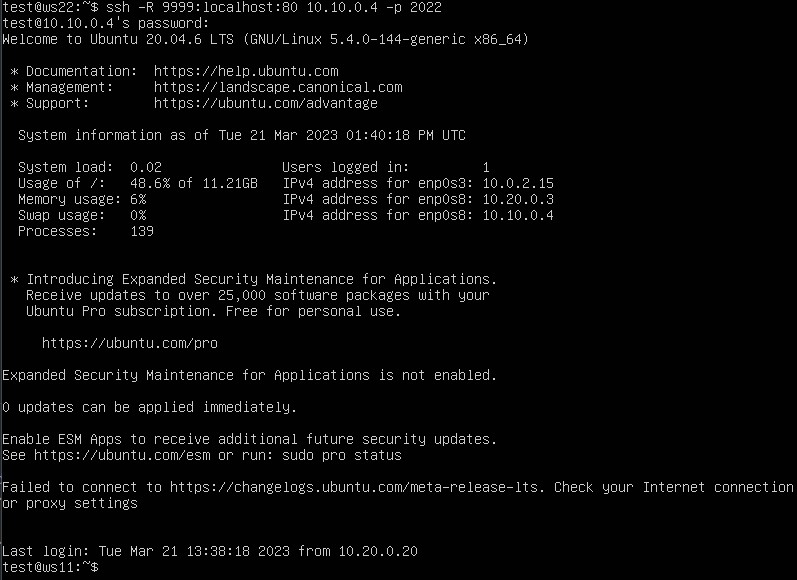 test@ws22:~$ ssh -R 9999:localhost:80 10.10.0.4 -p 2022
test@10.10.0.4's password:
Welcome to Ubuntu 20.04.6 LTS (GNU/Linux 5.4.0-144-generic x86_64)
* Documentation:  https://help.ubuntu.com
* Management:     https://landscape.canonical.com
* Support:        https://ubuntu.com/advantage
System information as of Tue 21 Mar 2023 01:40:18 PM UTC
System load:  0.02               Users logged in:         1
Usage of /:   48.6% of 11.21GB   IPv4 address for enp0s3: 10.0.2.15
Memory usage: 6%                 IPv4 address for enp0s8: 10.20.0.3
Swap usage:   0%                 IPv4 address for enp0s8: 10.10.0.4
Processes:    139
* Introducing Expanded Security Maintenance for Applications.
Receive updates to over 25,000 software packages with your
Ubuntu Pro subscription. Free for personal use.
https://ubuntu.com/pro
Expanded Security Maintenance for Applications is not enabled.
0 updates can be applied immediately.
Enable ESM Apps to receive additional future security updates.
See https://ubuntu.com/esm or run: sudo pro status
Failed to connect to https://changelogs.ubuntu.com/meta-release-lts. Check your Internet connection
or proxy settings
Last login: Tue Mar 21 13:38:18 2023 from 10.20.0.20
test@ws11:~$